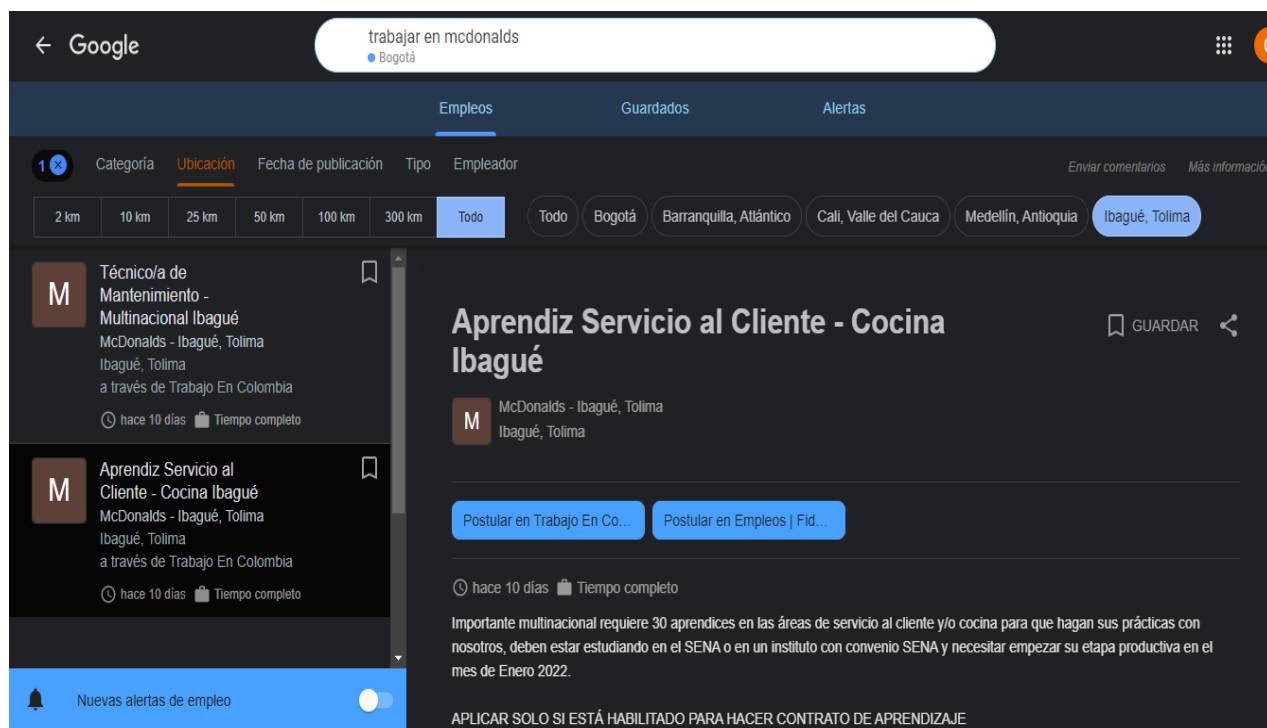 Google
trabajar en mcdonalds
Bogotá
Empleos Guardados Alertas
1 Categoría Ubicación Fecha de publicación Tipo Empleador Enviar comentarios Más información
2 km 10 km 25 km 50 km 100 km 300 km Todo Todo Bogotá Barranquilla, Atlántico Cali, Valle del Cauca Medellín, Antioquia Ibagué, Tolima
M
Técnico/a de
Mantenimiento -
Multinacional Ibagué
McDonalds - Ibagué, Tolima
Ibagué, Tolima
a través de Trabajo En Colombia
hace 10 días Tiempo completo
M
Aprendiz Servicio al
Cliente - Cocina Ibagué
McDonalds - Ibagué, Tolima
Ibagué, Tolima
a través de Trabajo En Colombia
hace 10 días Tiempo completo
Nuevas alertas de empleo
Aprendiz Servicio al Cliente - Cocina
Ibagué
GUARDAR
M
McDonalds - Ibagué, Tolima
Ibagué, Tolima
Postular en Trabajo En Co... Postular en Empleos | Fid...
hace 10 días Tiempo completo
Importante multinacional requiere 30 aprendices en las áreas de servicio al cliente y/o cocina para que hagan sus prácticas con
nosotros, deben estar estudiando en el SENA o en un instituto con convenio SENA y necesitar empezar su etapa productiva en el
mes de Enero 2022.
APLICAR SOLO SI ESTÁ HABILITADO PARA HACER CONTRATO DE APRENDIZAJE